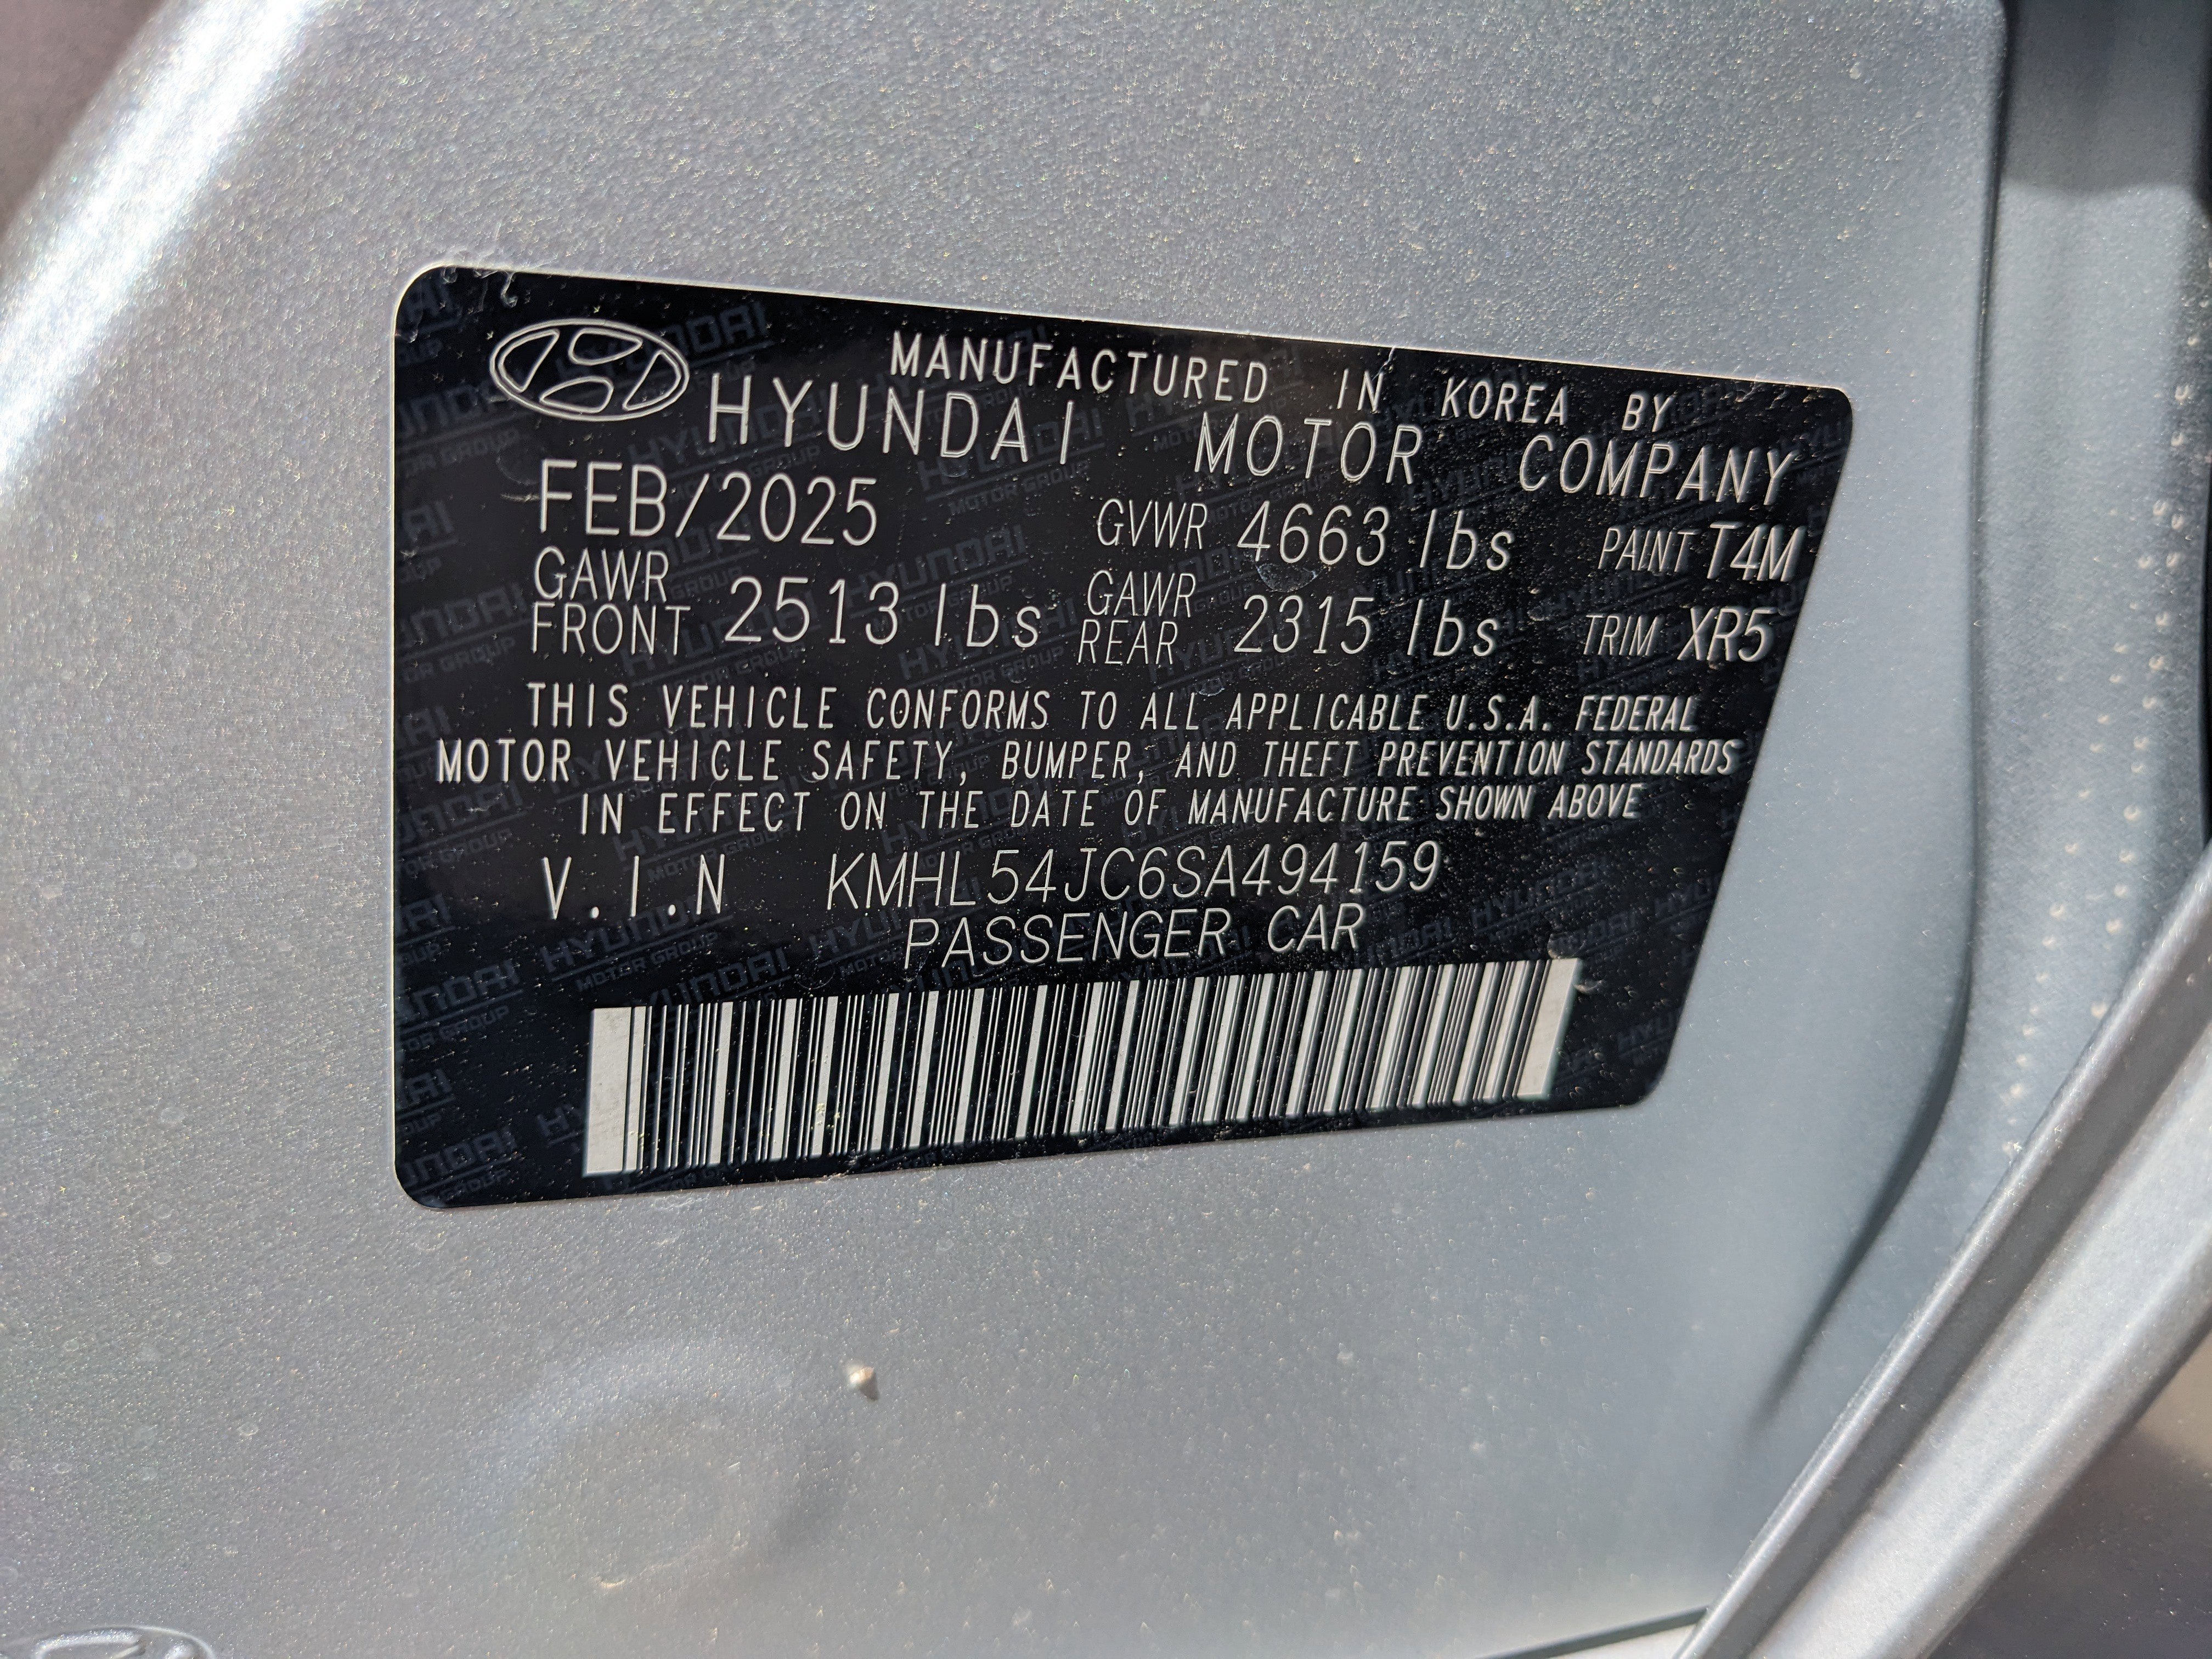 MANUFACTURED IN KOREA BY
HYUNDAI MOTOR COMPANY
FEB/2025 GVWR 4663 lbs PAINT T4M
GAWR FRONT 2513 lbs GAWR REAR 2315 lbs TRIM XR5
THIS VEHICLE CONFORMS TO ALL APPLICABLE U.S.A. FEDERAL
MOTOR VEHICLE SAFETY, BUMPER, AND THEFT PREVENTION STANDARDS
IN EFFECT ON THE DATE OF MANUFACTURE SHOWN ABOVE
V.I.N KMHL54JC6SA494159
PASSENGER CAR